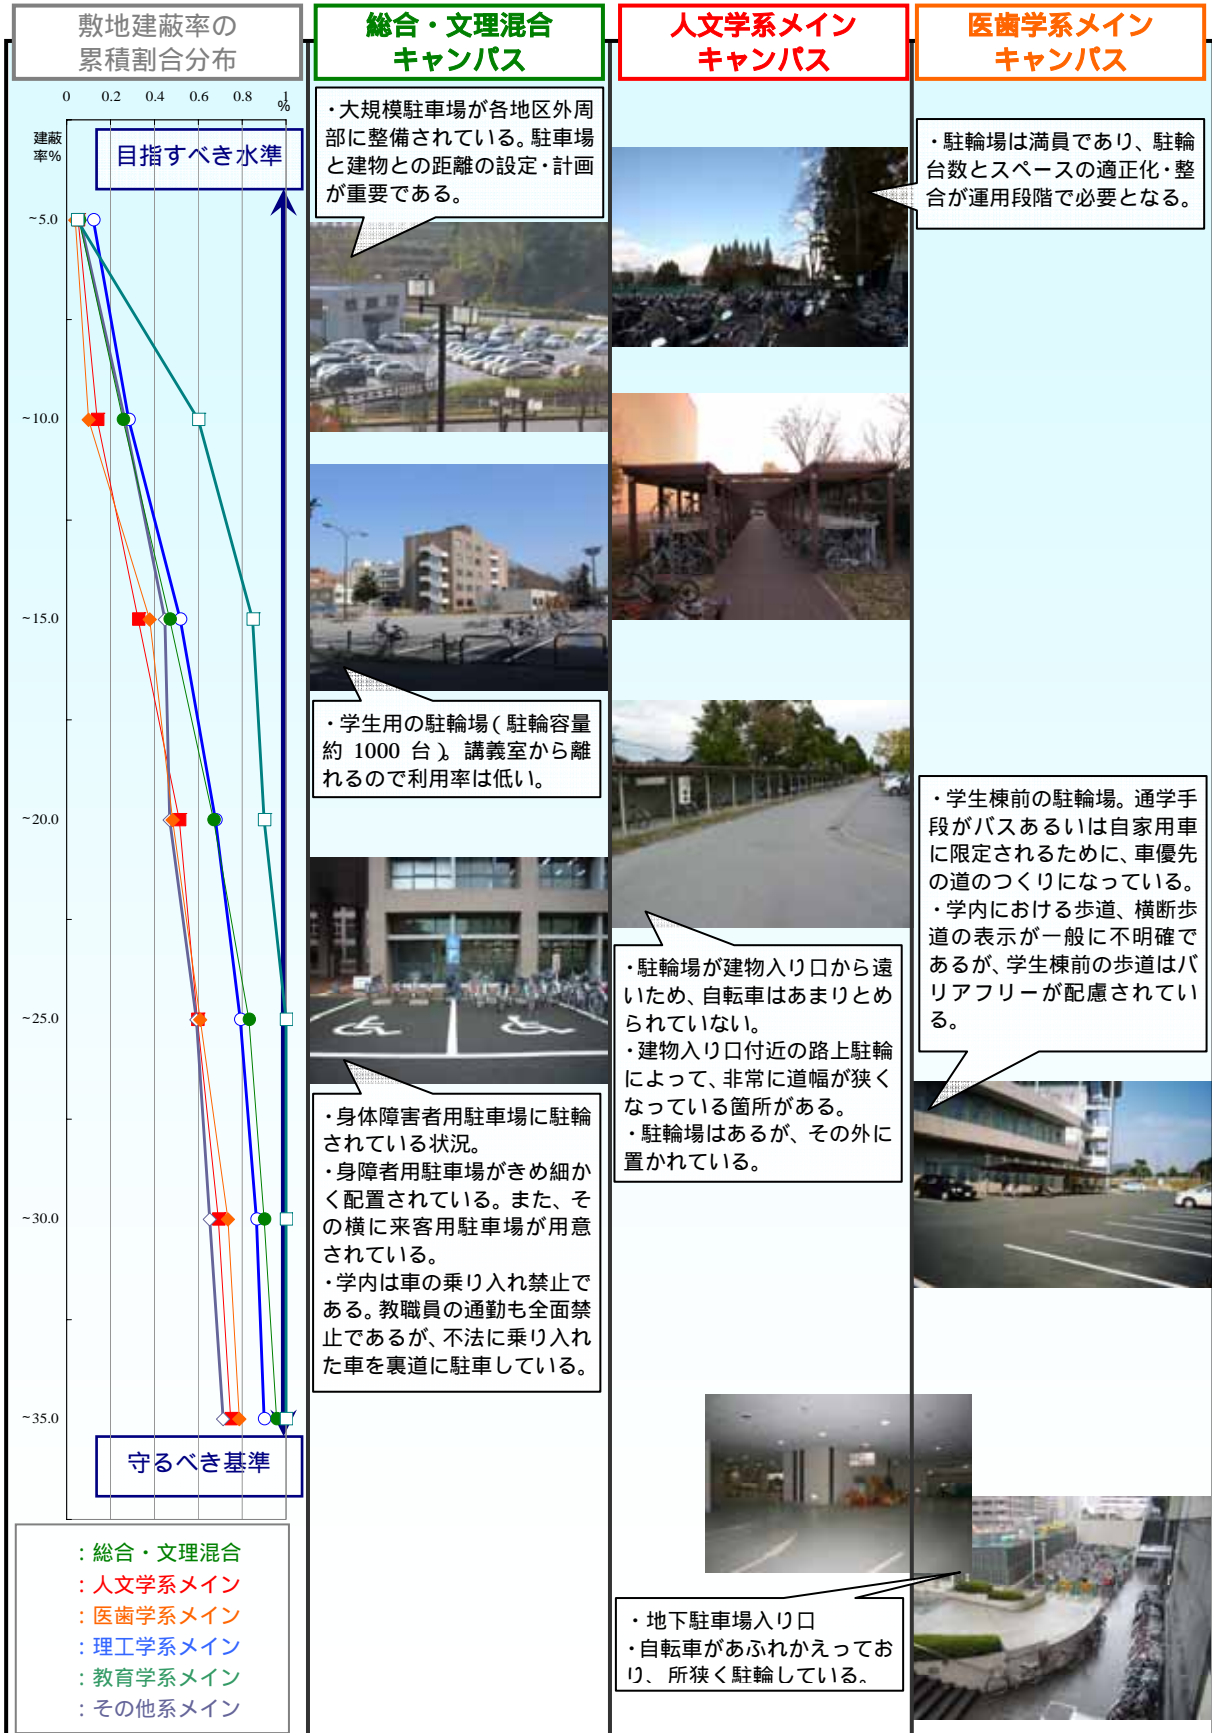 敷地建蔽率の
累積割合分布
総合・文理混合
キャンパス
人文学系メイン
キャンパス
医歯学系メイン
キャンパス
0 0.2 0.4 0.6 0.8 1
%
建蔽
率%
目指すべき水準
~5.0
~10.0
~15.0
~20.0
~25.0
~30.0
~35.0
守るべき基準
：総合・文理混合
：人文学系メイン
：医歯学系メイン
：理工学系メイン
：教育学系メイン
：その他系メイン
・大規模駐車場が各地区外周
部に整備されている。駐車場
と建物との距離の設定・計画
が重要である。
・学生用の駐輪場（駐輪容量
約 1000 台）。講義室から離
れるので利用率は低い。
・身体障害者用駐車場に駐輪
されている状況。
・身障者用駐車場がきめ細か
く配置されている。また、そ
の横に来客用駐車場が用意
されている。
・学内は車の乗り入れ禁止で
ある。教職員の通勤も全面禁
止であるが、不法に乗り入れ
た車を裏道に駐車している。
・駐輪場が建物入り口から遠
いため、自転車はあまりとめ
られていない。
・建物入り口付近の路上駐輪
によって、非常に道幅が狭く
なっている箇所がある。
・駐輪場はあるが、その外に
置かれている。
・地下駐車場入り口
・自転車があふれかえってお
り、所狭く駐輪している。
・駐輪場は満員であり、駐輪
台数とスペースの適正化・整
合が運用段階で必要となる。
・学生棟前の駐輪場。通学手
段がバスあるいは自家用車
に限定されるために、車優先
の道のつくりになっている。
・学内における歩道、横断歩
道の表示が一般に不明確で
あるが、学生棟前の歩道はバ
リアフリーが配慮されてい
る。